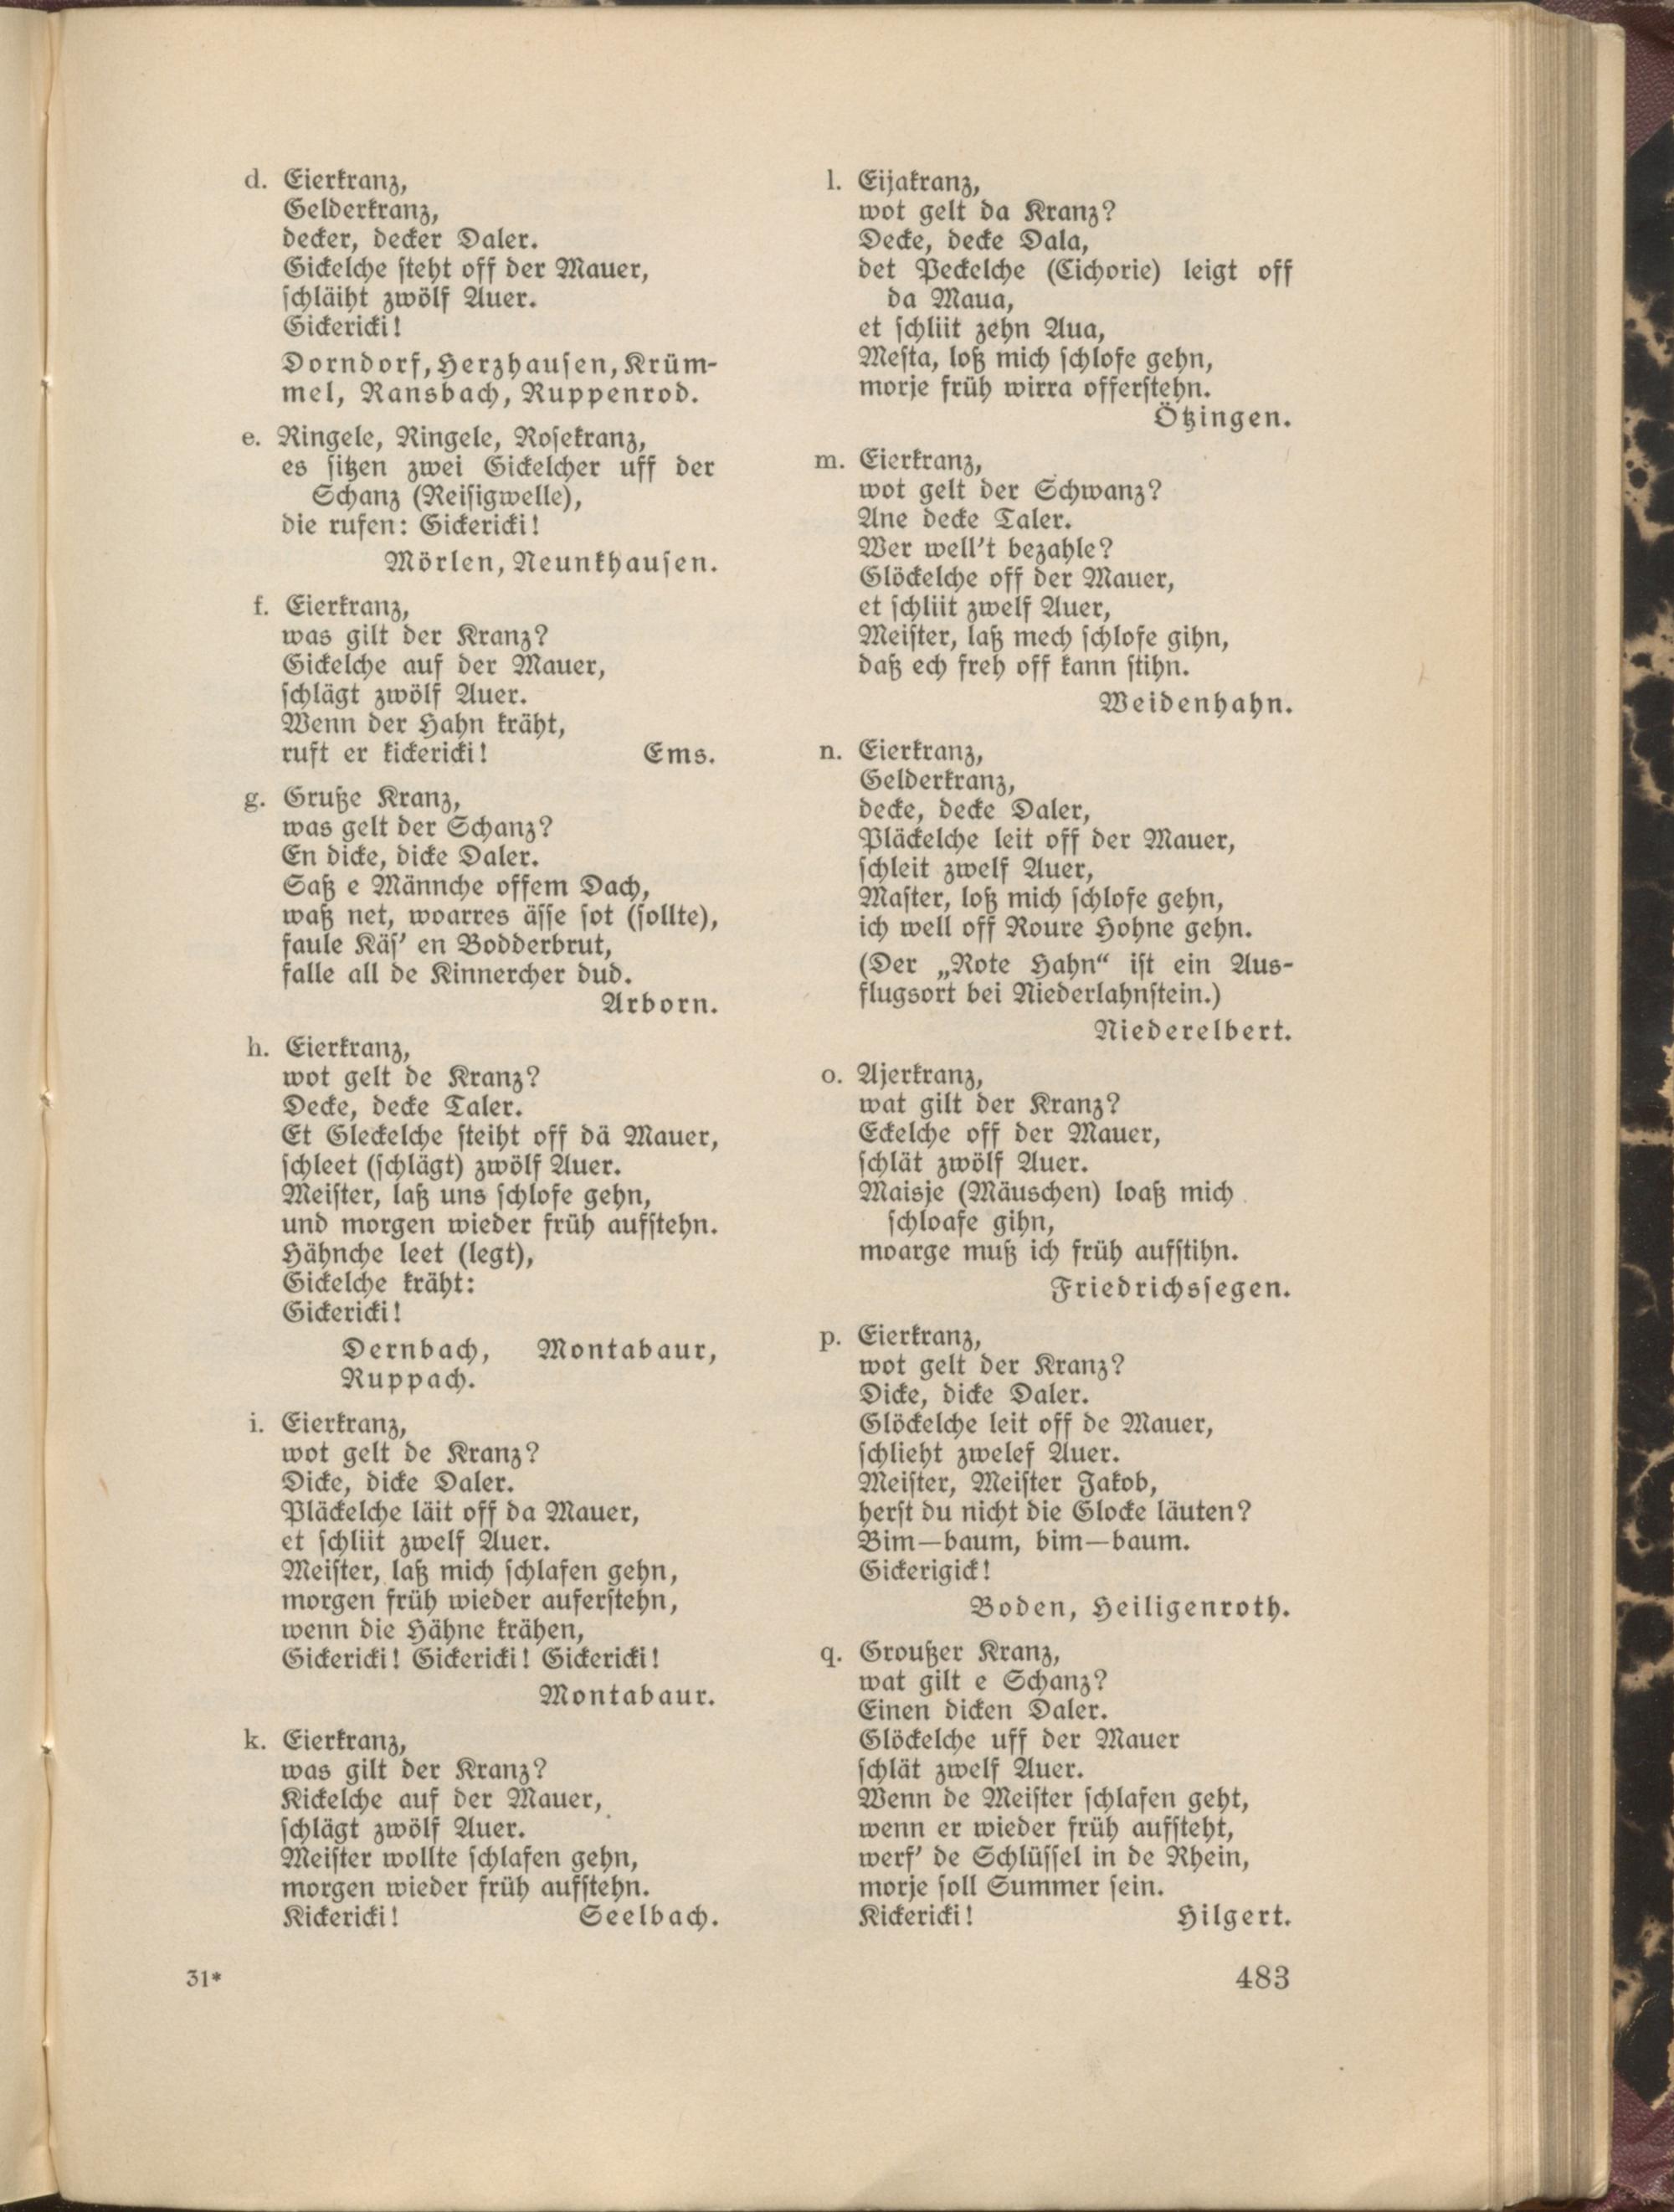 d. Eierkranz,
Gelderkranz,
decker, decker Daler.
Gickelche steht off der Mauer,
schläiht zwölf Auer.
Gickericki!
Dorndorf, Herzhausen, Krüm-
mel, Ransbach, Ruppenrod.
e. Ringele, Ringele, Rosekranz,
es sitzen zwei Gickelcher uff der
Schanz (Reisigwelle),
die rufen: Gickericki!
Mörlen, Neunkhausen.
f. Eierkranz,
was gilt der Kranz?
Gickelche auf der Mauer,
schlägt zwölf Auer.
Wenn der Hahn kräht,
ruft er kickericki! Ems.
g. Gruße Kranz,
was gelt der Schanz?
En dicke, dicke Daler.
Saß e Männche offem Dach,
waß net, woarres ässe sot (sollte),
faule Käs' en Bodderbrut,
falle all de Kinnercher dud.
Arborn.
h. Eierkranz,
wot gelt de Kranz?
Decke, decke Taler.
Et Gleckelche steiht off dä Mauer,
schleet (schlägt) zwölf Auer.
Meister, laß uns schlofe gehn,
und morgen wieder früh aufstehn.
Hähnche leet (legt),
Gickelche kräht:
Gickericki!
Dernbach, Montabaur,
Ruppach.
i. Eierkranz,
wot gelt de Kranz?
Dicke, dicke Daler.
Pläckelche läit off da Mauer,
et schliit zwelf Auer.
Meister, laß mich schlafen gehn,
morgen früh wieder auferstehn,
wenn die Hähne krähen,
Gickericki! Gickericki! Gickericki!
Montabaur.
k. Eierkranz,
was gilt der Kranz?
Kickelche auf der Mauer,
schlägt zwölf Auer.
Meister wollte schlafen gehn,
morgen wieder früh aufstehn.
Kickericki! Seelbach.
l. Eijakranz,
wot gelt da Kranz?
Decke, decke Dala,
det Peckelche (Cichorie) leigt off
da Maua,
et schliit zehn Aua,
Mesta, loß mich schlofe gehn,
morje früh wirra offerstehn.
Ötzingen.
m. Eierkranz,
wot gelt der Schwanz?
Ane decke Taler.
Wer well't bezahle?
Glöckelche off der Mauer,
et schliit zwelf Auer,
Meister, laß mech schlofe gihn,
daß ech freh off kann stihn.
Weidenhahn.
n. Eierkranz,
Gelderkranz,
decke, decke Daler,
Pläckelche leit off der Mauer,
schleit zwelf Auer,
Master, loß mich schlofe gehn,
ich well off Roure Hohne gehn.
(Der „Rote Hahn“ ist ein Aus-
flugsort bei Niederlahnstein.)
Niederelbert.
o. Ajerkranz,
wat gilt der Kranz?
Eckelche off der Mauer,
schlät zwölf Auer.
Maisje (Mäuschen) loaß mich
schloafe gihn,
moarge muß ich früh aufstihn.
Friedrichssegen.
p. Eierkranz,
wot gelt der Kranz?
Dicke, dicke Daler.
Glöckelche leit off de Mauer,
schlieht zwelef Auer.
Meister, Meister Jakob,
herst du nicht die Glocke läuten?
Bim—baum, bim—baum.
Gickerigick!
Boden, Heiligenroth.
q. Groußer Kranz,
wat gilt e Schanz?
Einen dicken Daler.
Glöckelche uff der Mauer
schlät zwelf Auer.
Wenn de Meister schlafen geht,
wenn er wieder früh aufsteht,
werf' de Schlüssel in de Rhein,
morje soll Summer sein.
Kickericki! Hilgert.
31*
483